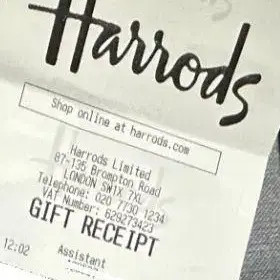 Harrods
Shop online at harrods.com
Harrods Limited
87-135 Brompton Road
LONDON SW1X 7XL
Telephone: 020 7730 1234
VAT Number: 629273423
GIFT RECEIPT
12:02 Assistant